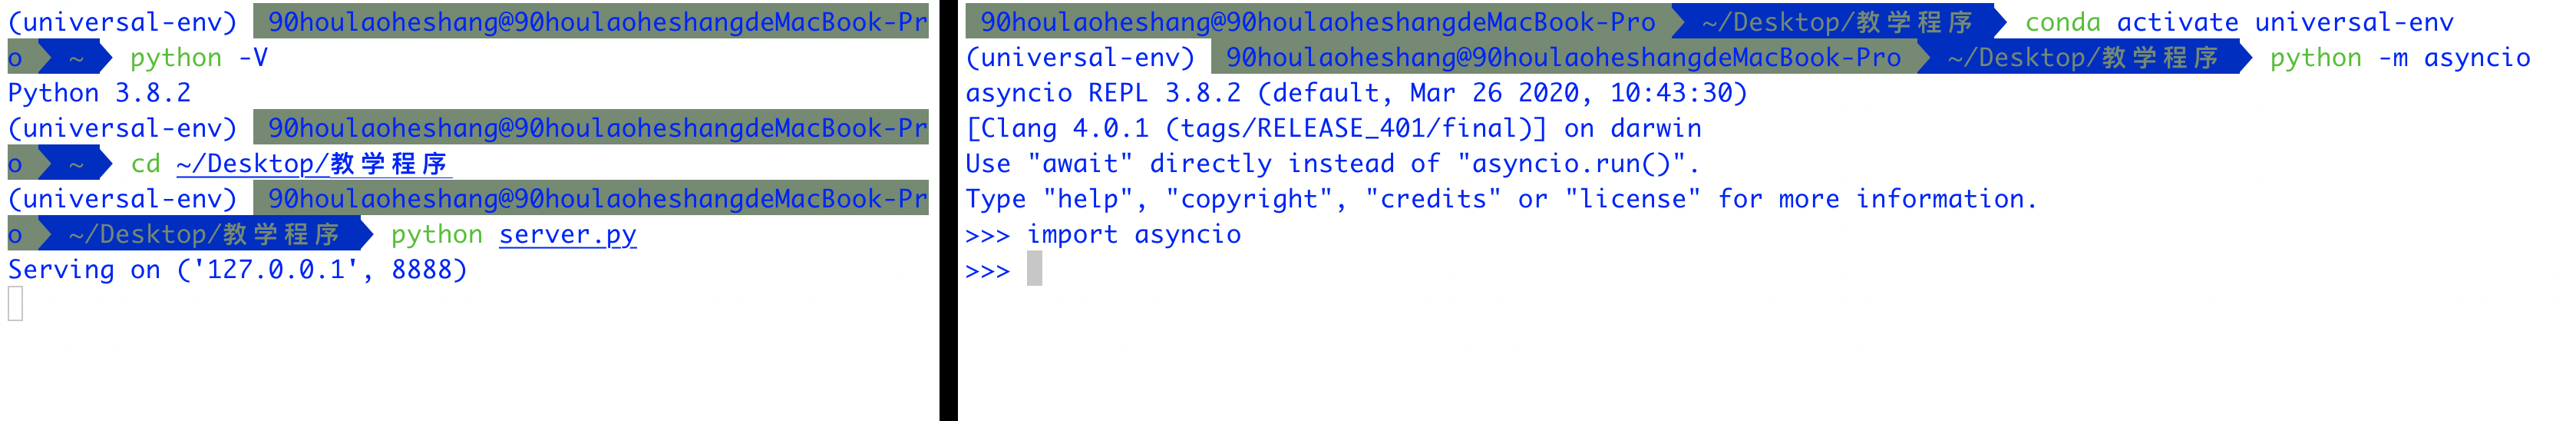 (universal-env) 90houlaoheshang@90houlaoheshangdeMacBook-Pr
o ~ python -V
Python 3.8.2
(universal-env) 90houlaoheshang@90houlaoheshangdeMacBook-Pr
o ~ cd ~/Desktop/教学程序
(universal-env) 90houlaoheshang@90houlaoheshangdeMacBook-Pr
o ~/Desktop/教学程序 python server.py
Serving on ('127.0.0.1', 8888)
90houlaoheshang@90houlaoheshangdeMacBook-Pro ~/Desktop/教学程序 conda activate universal-env
(universal-env) 90houlaoheshang@90houlaoheshangdeMacBook-Pro ~/Desktop/教学程序 python -m asyncio
asyncio REPL 3.8.2 (default, Mar 26 2020, 10:43:30)
[Clang 4.0.1 (tags/RELEASE_401/final)] on darwin
Use "await" directly instead of "asyncio.run()".
Type "help", "copyright", "credits" or "license" for more information.
>>> import asyncio
>>>